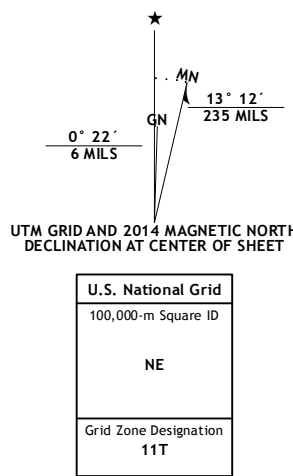 ★
MN
GN
13° 12´
235 MILS
0° 22´
6 MILS
UTM GRID AND 2014 MAGNETIC NORTH
DECLINATION AT CENTER OF SHEET
U.S. National Grid
100,000-m Square ID
NE
Grid Zone Designation
11T